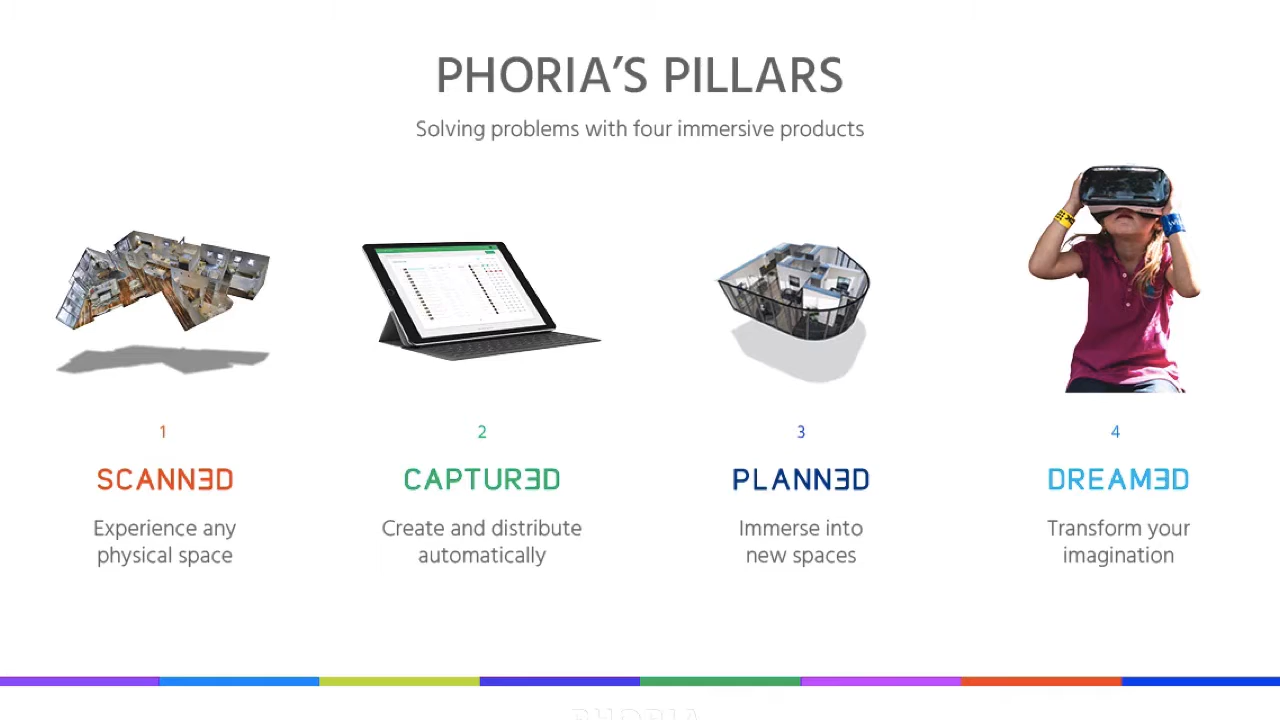 PHORIA'S PILLARS
Solving problems with four immersive products
1
2
3
4
SCANN3D
CAPTUR3D
PLANN3D
DREAM3D
Experience any
physical space
Create and distribute
automatically
Immerse into
new spaces
Transform your
imagination